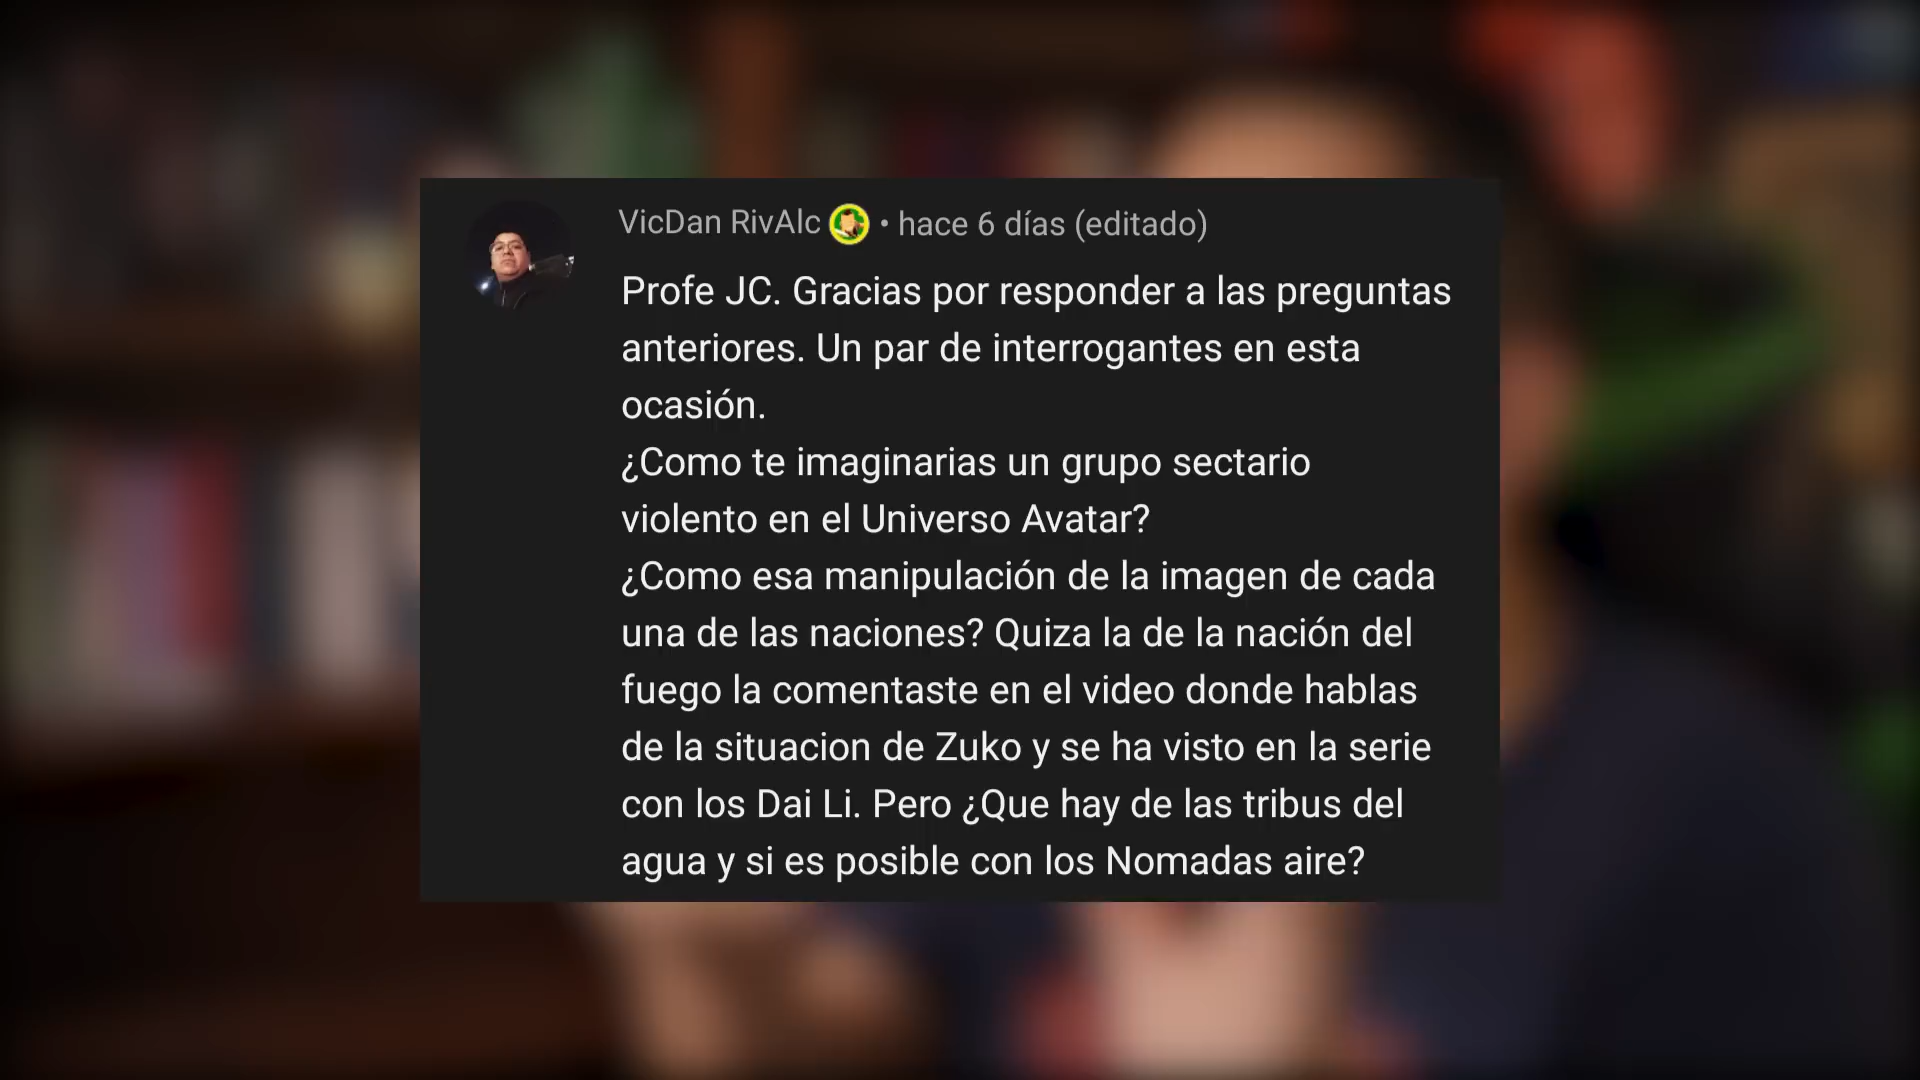 VicDan RivAlc • hace 6 días (editado)
Profe JC. Gracias por responder a las preguntas
anteriores. Un par de interrogantes en esta
ocasión.
¿Como te imaginarias un grupo sectario
violento en el Universo Avatar?
¿Como esa manipulación de la imagen de cada
una de las naciones? Quiza la de la nación del
fuego la comentaste en el video donde hablas
de la situacion de Zuko y se ha visto en la serie
con los Dai Li. Pero ¿Que hay de las tribus del
agua y si es posible con los Nomadas aire?